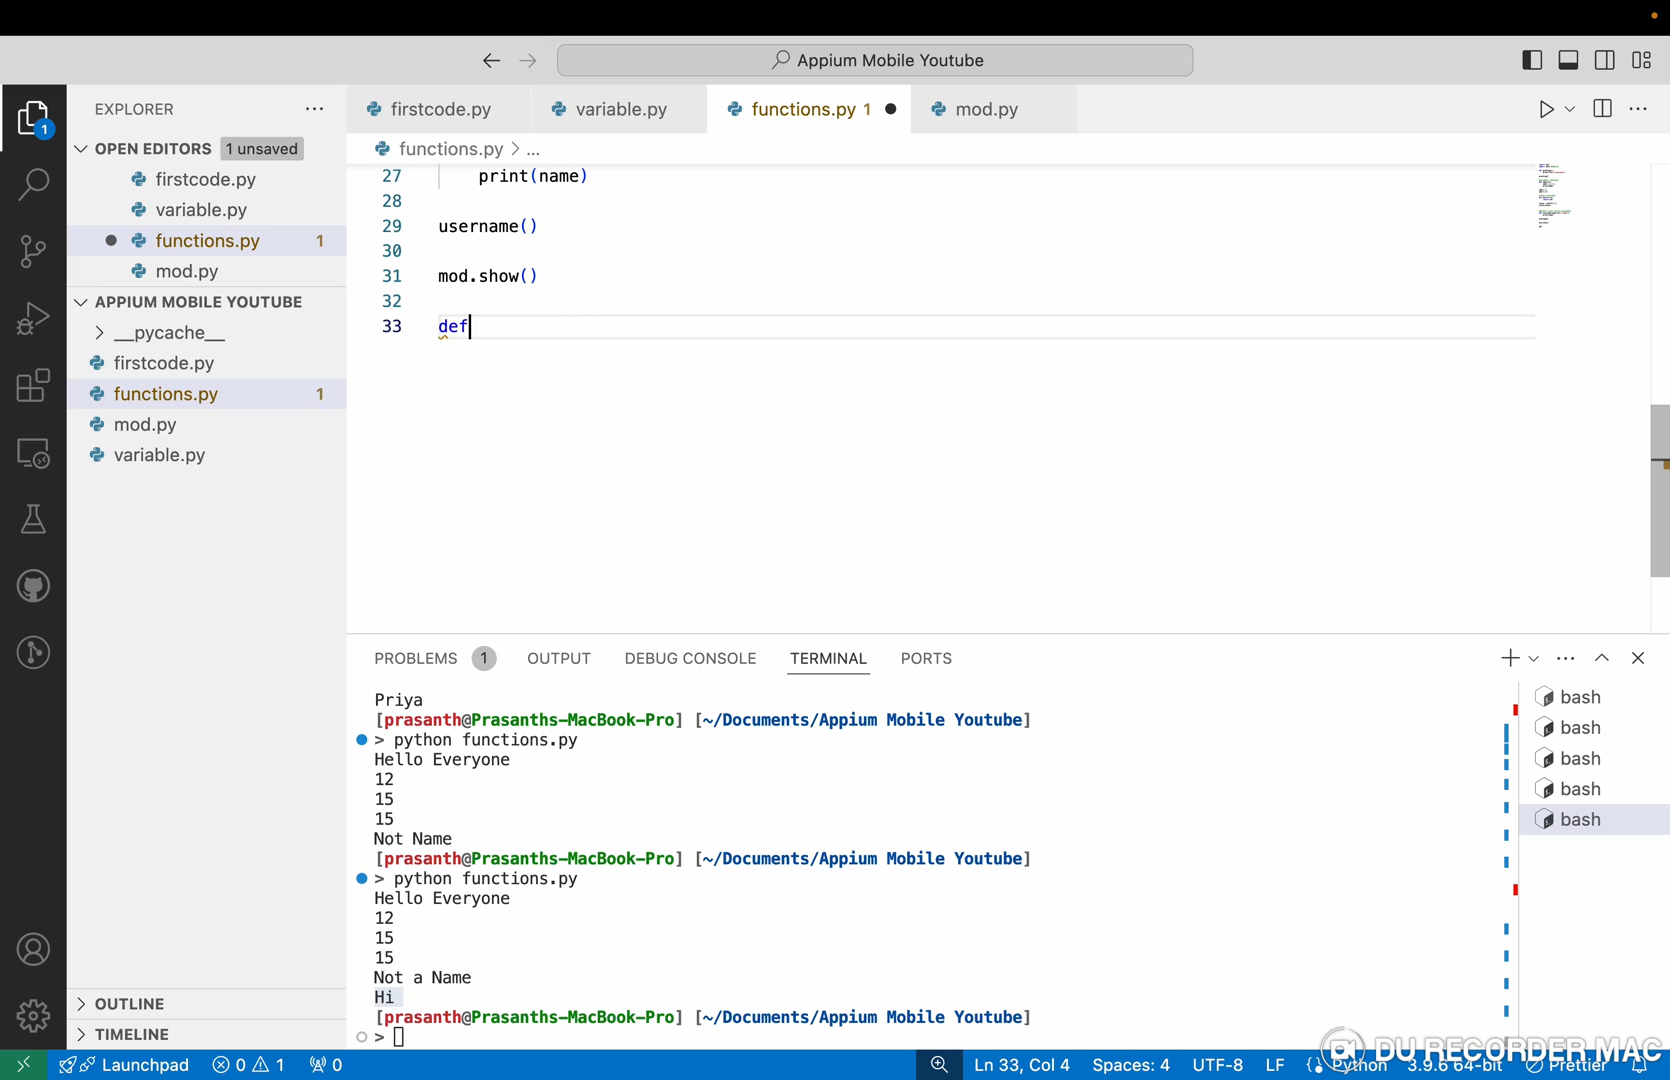 Appium Mobile Youtube
EXPLORER
firstcode.py
variable.py
functions.py 1
mod.py
OPEN EDITORS
1 unsaved
functions.py > ...
firstcode.py
variable.py
functions.py 1
mod.py
APPIUM MOBILE YOUTUBE
__pycache__
firstcode.py
functions.py 1
mod.py
variable.py
OUTLINE
TIMELINE
27 print(name)
28
29 username()
30
31 mod.show()
32
33 def
PROBLEMS 1
OUTPUT
DEBUG CONSOLE
TERMINAL
PORTS
Priya
[prasanth@Prasanths-MacBook-Pro] [~/Documents/Appium Mobile Youtube]
> python functions.py
Hello Everyone
12
15
15
Not Name
[prasanth@Prasanths-MacBook-Pro] [~/Documents/Appium Mobile Youtube]
> python functions.py
Hello Everyone
12
15
15
Not a Name
Hi
[prasanth@Prasanths-MacBook-Pro] [~/Documents/Appium Mobile Youtube]
>
bash
bash
bash
bash
bash
1
Launchpad
0 1
0
Ln 33, Col 4
Spaces: 4
UTF-8
LF
Python
3.9.6 64-bit
Prettier
DU RECORDER MAC